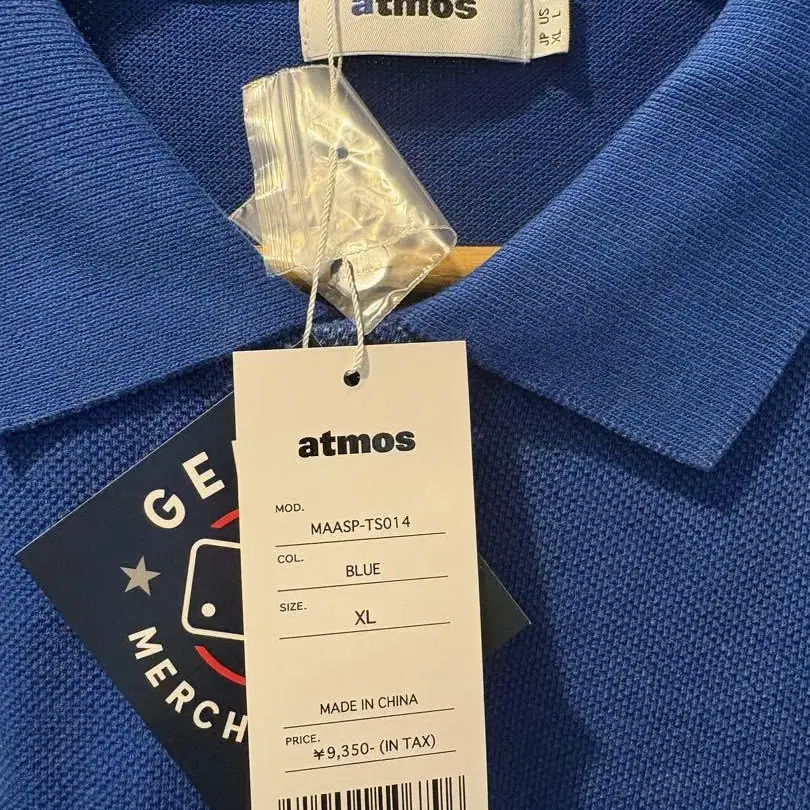 atmos
JP US
XL L
atmos
MOD.
MAASP-TS014
COL.
BLUE
SIZE.
XL
MADE IN CHINA
PRICE.
¥9,350- (IN TAX)
GE
MERCH